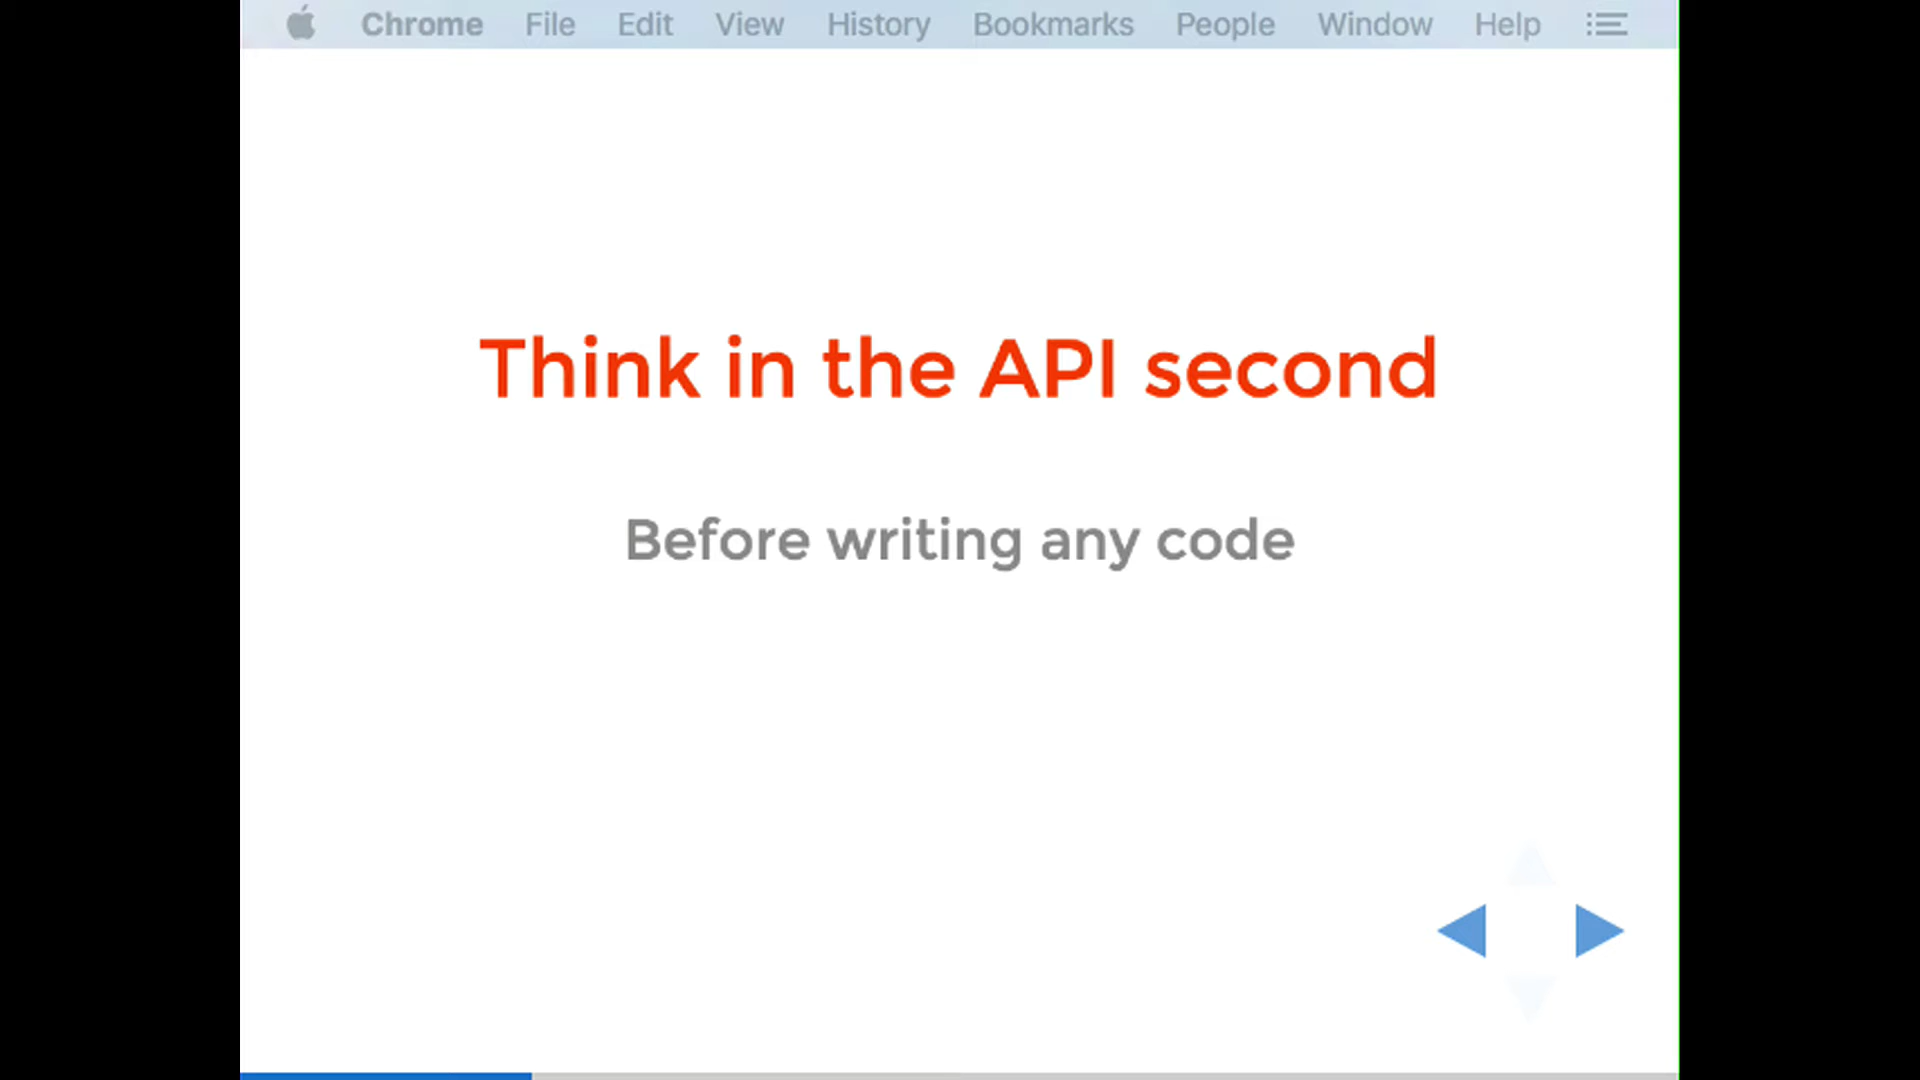 Chrome File Edit View History Bookmarks People Window Help
Think in the API second
Before writing any code